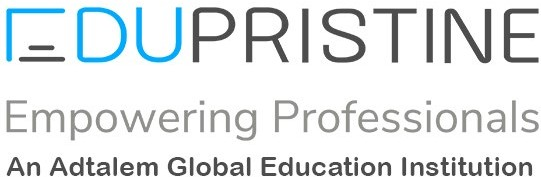 EDUPRISTINE
Empowering Professionals
An Adtalem Global Education Institution